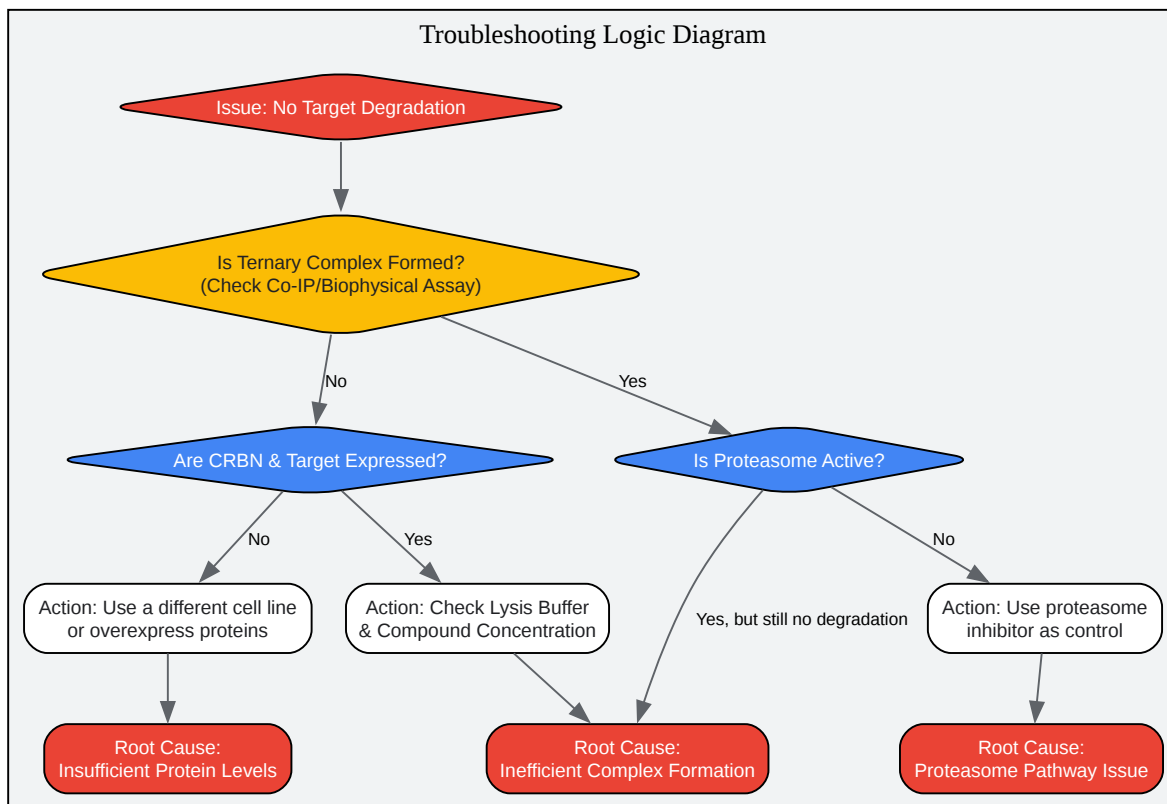 Troubleshooting Logic Diagram
Issue: No Target Degradation
Is Ternary Complex Formed?
(Check Co-IP/Biophysical Assay)
No
Yes
Are CRBN & Target Expressed?
Is Proteasome Active?
No
Yes
No
Action: Use a different cell line
or overexpress proteins
Action: Check Lysis Buffer
& Compound Concentration
Yes, but still no degradation
Action: Use proteasome
inhibitor as control
Root Cause:
Insufficient Protein Levels
Root Cause:
Inefficient Complex Formation
Root Cause:
Proteasome Pathway Issue